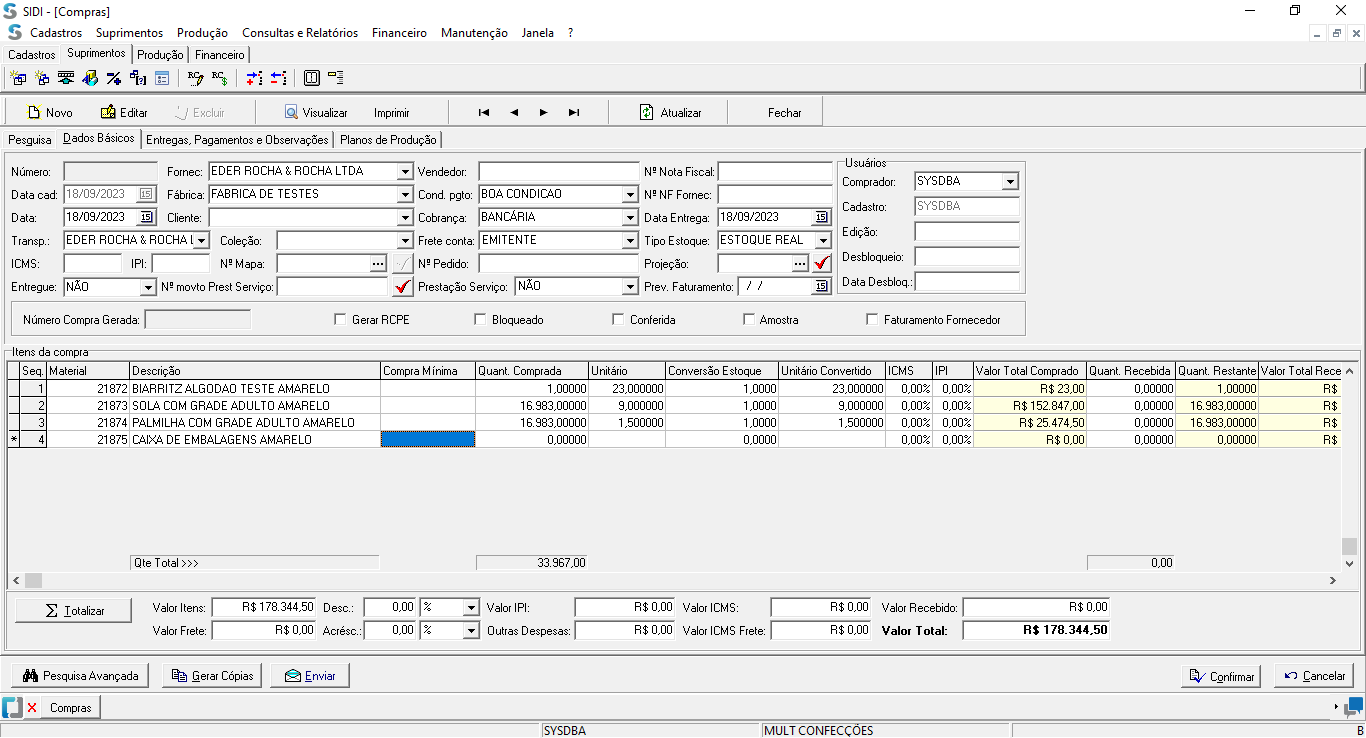 SIDI - [Compras]
Cadastros Suprimentos Produção Consultas e Relatórios Financeiro Manutenção Janela ?
Cadastros Suprimentos Produção Financeiro
Novo Editar Excluir Visualizar Imprimir Atualizar Fechar
Pesquisa Dados Básicos Entregas, Pagamentos e Observações Planos de Produção
Usuários
Número: Fornec: EDER ROCHA & ROCHA LTDA Vendedor: Nº Nota Fiscal: Comprador: SYSDBA
Data cad: 18/09/2023 15 Fábrica: FABRICA DE TESTES Cond. pgto: BOA CONDICAO Nº NF Fornec: Cadastro: SYSDBA
Data: 18/09/2023 15 Cliente: Cobrança: BANCÁRIA Data Entrega: 18/09/2023 15 Edição:
Transp.: EDER ROCHA & ROCHA L Coleção: Frete conta: EMITENTE Tipo Estoque: ESTOQUE REAL
ICMS: IPI: Nº Mapa: ... Nº Pedido: Projeção: ... Desbloqueio:
Entregue: NÃO Nº movto Prest Serviço: Prestação Serviço: NÃO Prev. Faturamento: / / 15 Data Desbloq.:
Número Compra Gerada: Gerar RCPE Bloqueado Conferida Amostra Faturamento Fornecedor
Itens da compra
Seq. Material Descrição Compra Mínima Quant. Comprada Unitário Conversão Estoque Unitário Convertido ICMS IPI Valor Total Comprado Quant. Recebida Quant. Restante Valor Total Rece
1 21872 BIARRITZ ALGODAO TESTE AMARELO 1,00000 23,000000 1,0000 23,000000 0,00% 0,00% R$ 23,00 0,00000 1,00000 R$
2 21873 SOLA COM GRADE ADULTO AMARELO 16.983,00000 9,000000 1,0000 9,000000 0,00% 0,00% R$ 152.847,00 0,00000 16.983,00000 R$
3 21874 PALMILHA COM GRADE ADULTO AMARELO 16.983,00000 1,500000 1,0000 1,500000 0,00% 0,00% R$ 25.474,50 0,00000 16.983,00000 R$
* 4 21875 CAIXA DE EMBALAGENS AMARELO 0,00000 0,0000 0,00% 0,00% R$ 0,00 0,00000 0,00000 R$
Qte Total >>> 33.967,00 0,00
Σ Totalizar Valor Itens: R$ 178.344,50 Desc.: 0,00 % Valor IPI: R$ 0,00 Valor ICMS: R$ 0,00 Valor Recebido: R$ 0,00
Valor Frete: R$ 0,00 Acrésc.: 0,00 % Outras Despesas: R$ 0,00 Valor ICMS Frete: R$ 0,00 Valor Total: R$ 178.344,50
Pesquisa Avançada Gerar Cópias Enviar Confirmar Cancelar
Compras
SYSDBA MULT CONFECÇÕES B